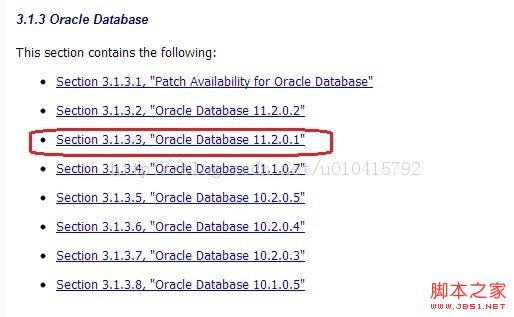 3.1.3 Oracle Database
This section contains the following:
• Section 3.1.3.1, "Patch Availability for Oracle Database"
• Section 3.1.3.2, "Oracle Database 11.2.0.2"
• Section 3.1.3.3, "Oracle Database 11.2.0.1"
• Section 3.1.3.4, "Oracle Database 11.1.0.7"
http://blog.csdn.net/u010415792
• Section 3.1.3.5, "Oracle Database 10.2.0.5"
• Section 3.1.3.6, "Oracle Database 10.2.0.4"
• Section 3.1.3.7, "Oracle Database 10.2.0.3"
• Section 3.1.3.8, "Oracle Database 10.1.0.5"
脚本之家
www.jb51.net